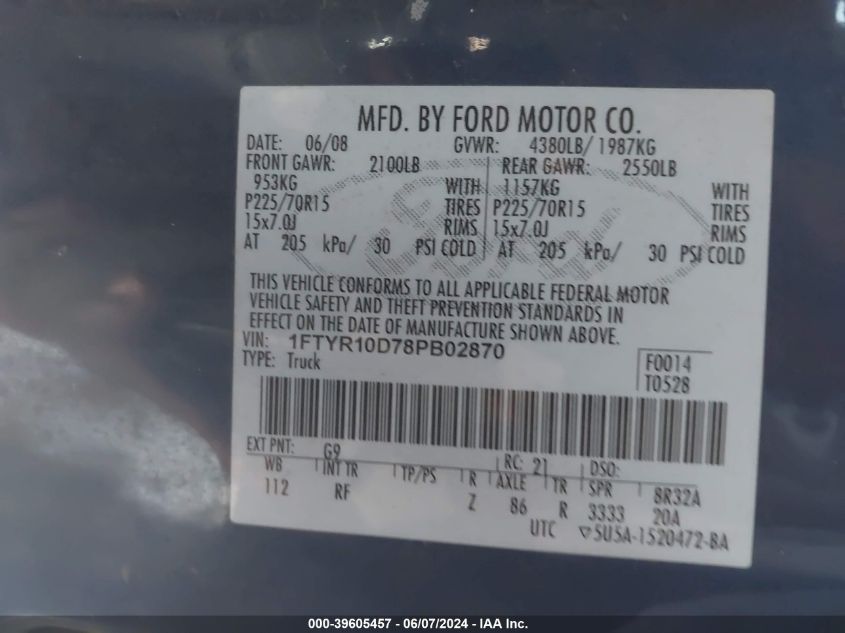 MFD. BY FORD MOTOR CO.
DATE: 06/08 GVWR: 4380LB/ 1987KG
FRONT GAWR: 2100LB REAR GAWR: 2550LB
953KG WITH 1157KG WITH
P225/70R15 TIRES P225/70R15 TIRES
15x7.0J RIMS 15x7.0J RIMS
AT 205 kPa/ 30 PSI COLD AT 205 kPa/ 30 PSI COLD
THIS VEHICLE CONFORMS TO ALL APPLICABLE FEDERAL MOTOR
VEHICLE SAFETY AND THEFT PREVENTION STANDARDS IN
EFFECT ON THE DATE OF MANUFACTURE SHOWN ABOVE.
VIN: 1FTYR10D78PB02870
TYPE: Truck
F0014
T0528
EXT PNT: G9 RC: 21 DSO:
WB INT TR TP/PS R AXLE TR SPR 8R32A
112 RF Z 86 R 3333 20A
UTC ▽5U5A-1520472-BA
000-39605457 - 06/07/2024 - IAA Inc.